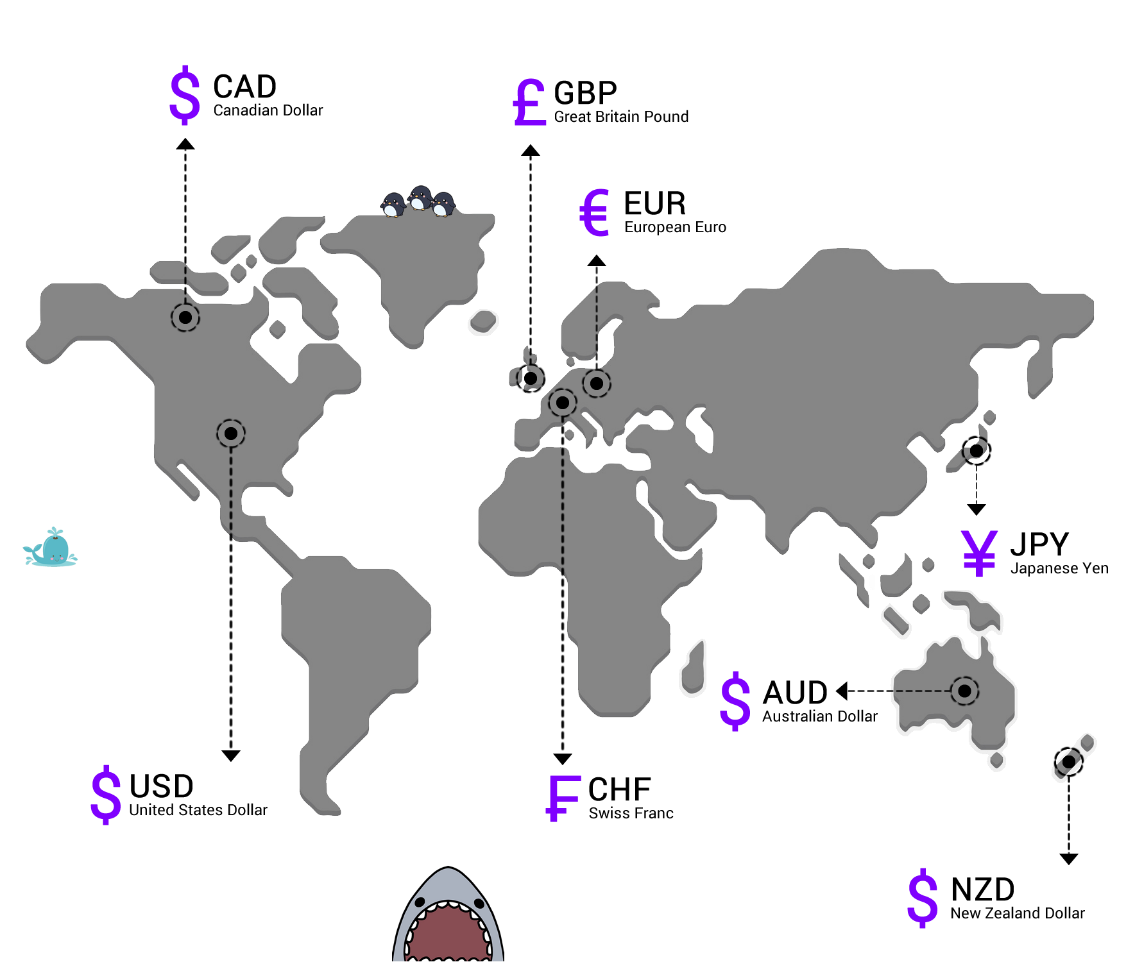 $ CAD
Canadian Dollar
£ GBP
Great Britain Pound
€ EUR
European Euro
¥ JPY
Japanese Yen
$ AUD
Australian Dollar
$ USD
United States Dollar
₣ CHF
Swiss Franc
$ NZD
New Zealand Dollar